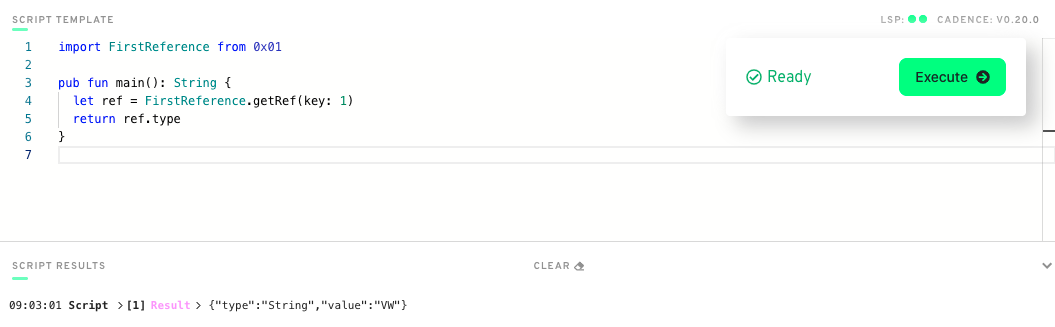 SCRIPT TEMPLATE
LSP: CADENCE: V0.20.0
1 import FirstReference from 0x01
2
3 pub fun main(): String {
4 let ref = FirstReference.getRef(key: 1)
5 return ref.type
6 }
7
Ready
Execute
SCRIPT RESULTS
CLEAR
09:03:01 Script >[1] Result > {"type":"String","value":"VW"}